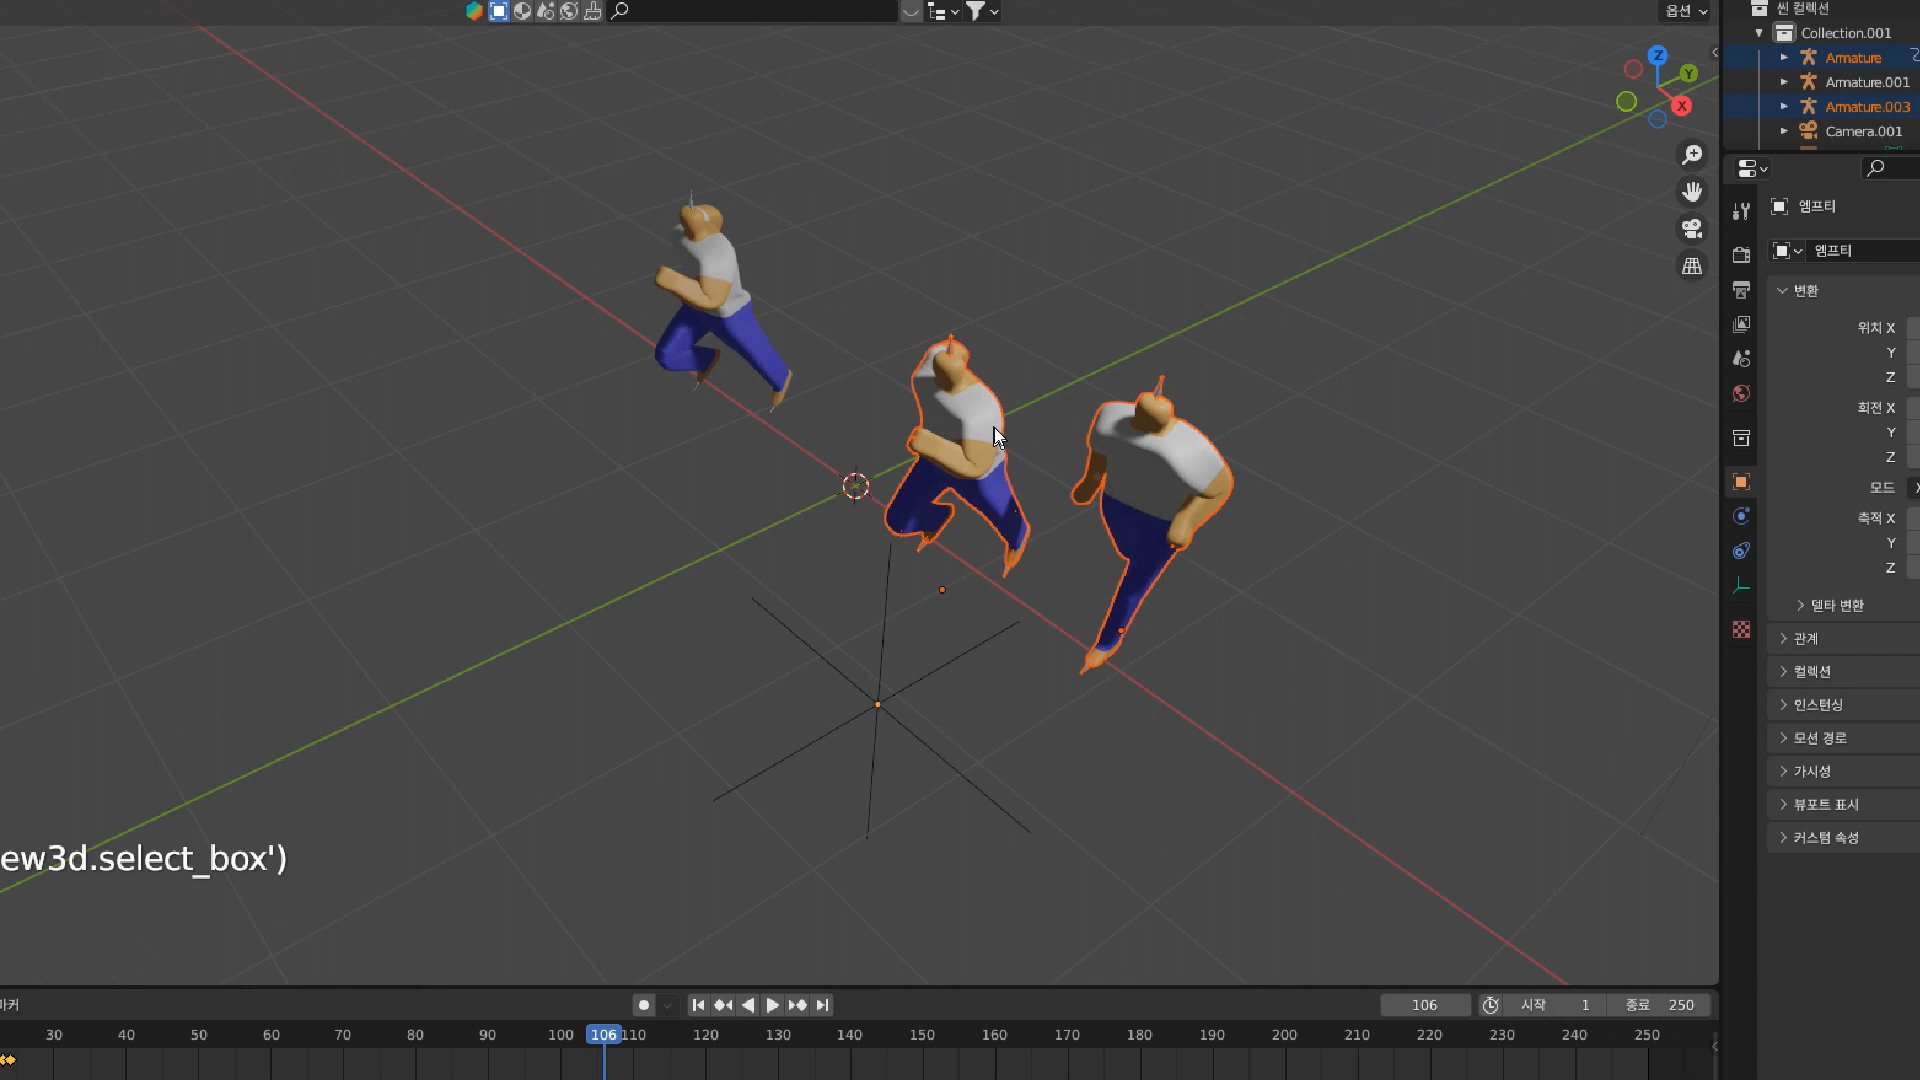 옵션
씬 컬렉션
Collection.001
Armature
Armature.001
Armature.003
Camera.001
Z
Y
X
엠프티
엠프티
변환
위치 X
Y
Z
회전 X
Y
Z
모드
축적 X
Y
Z
델타 변환
관계
컬렉션
인스턴싱
모션 경로
가시성
뷰포트 표시
커스텀 속성
ew3d.select_box')
마커
106
시작 1
종료 250
30 40 50 60 70 80 90 100 106 110 120 130 140 150 160 170 180 190 200 210 220 230 240 250